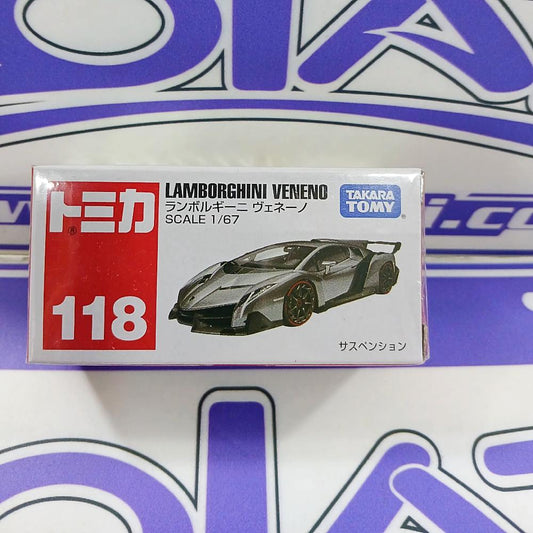 トミカ
®
118
LAMBORGHINI VENENO
ランボルギーニ ヴェネーノ
SCALE 1/67
TAKARA
TOMY
サスペンション